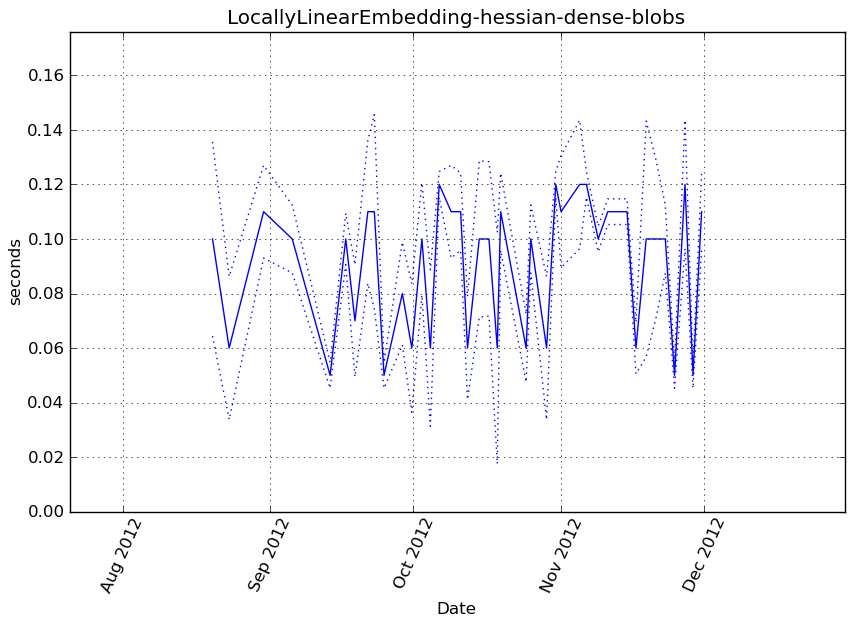 LocallyLinearEmbedding-hessian-dense-blobs
seconds
0.16
0.14
0.12
0.10
0.08
0.06
0.04
0.02
0.00
Aug 2012
Sep 2012
Oct 2012
Nov 2012
Dec 2012
Date